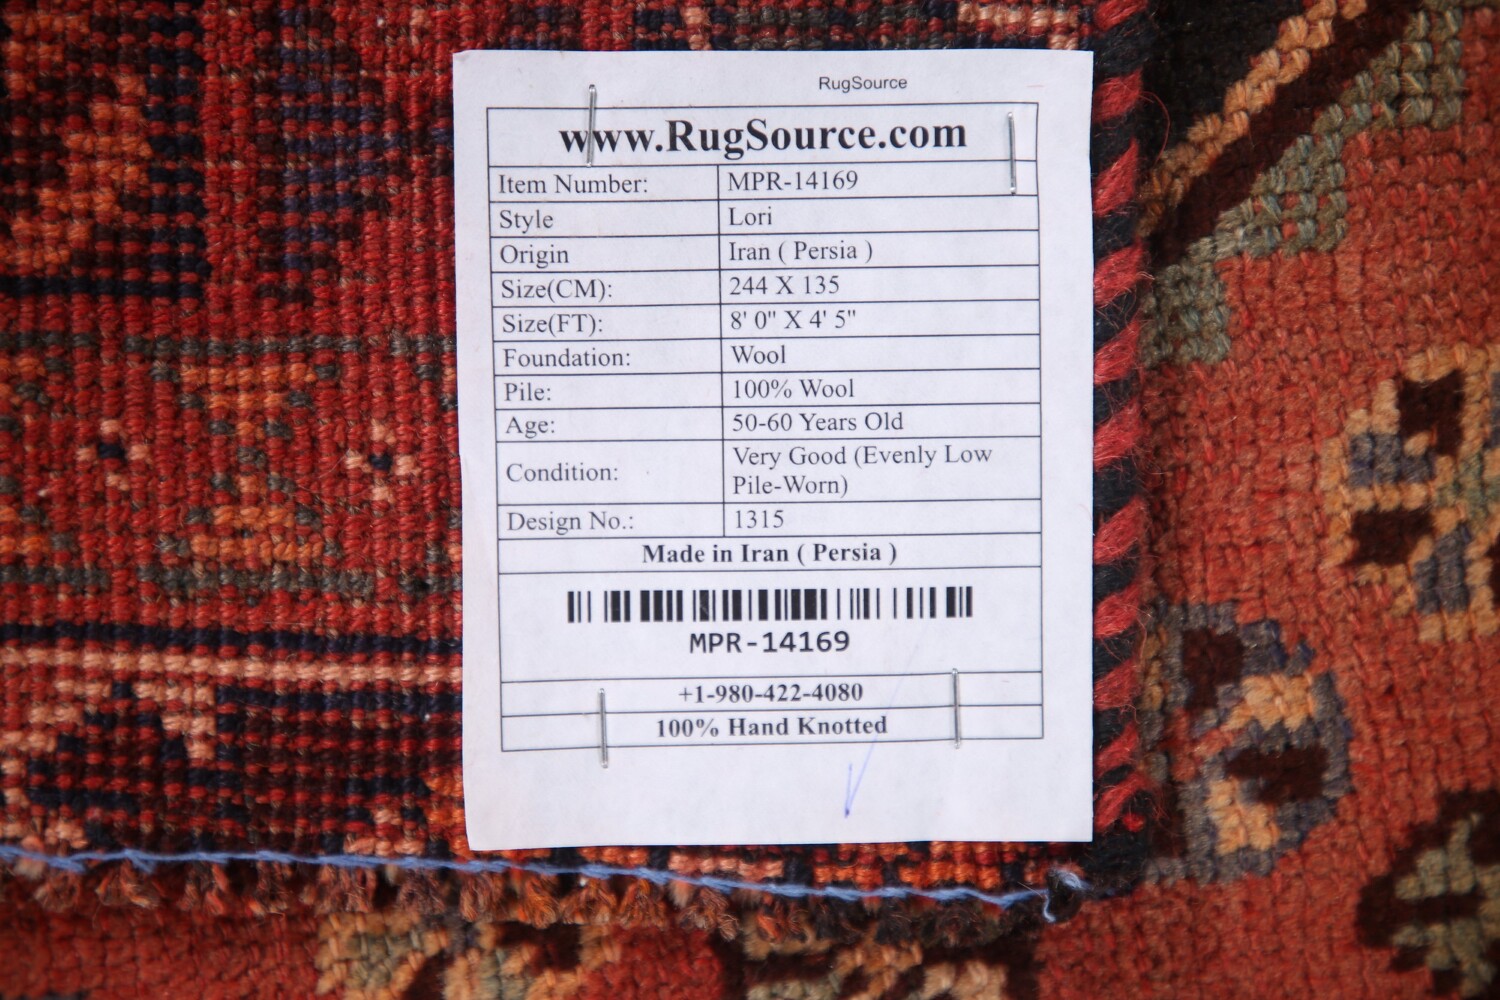 RugSource
www.RugSource.com
Item Number: MPR-14169
Style Lori
Origin Iran ( Persia )
Size(CM): 244 X 135
Size(FT): 8' 0" X 4' 5"
Foundation: Wool
Pile: 100% Wool
Age: 50-60 Years Old
Condition: Very Good (Evenly Low
Pile-Worn)
Design No.: 1315
Made in Iran ( Persia )
MPR-14169
+1-980-422-4080
100% Hand Knotted